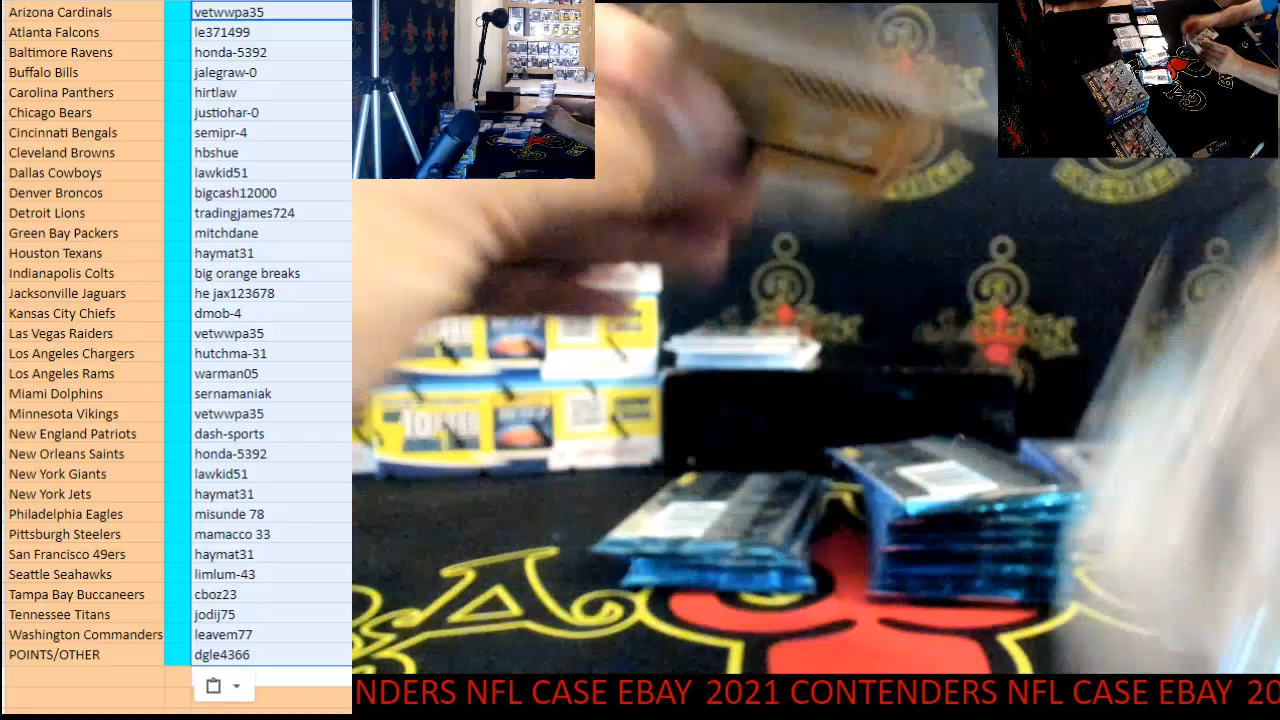 Arizona Cardinals vetwwpa35
Atlanta Falcons le371499
Baltimore Ravens honda-5392
Buffalo Bills jalegraw-0
Carolina Panthers hirtlaw
Chicago Bears justiohar-0
Cincinnati Bengals semipr-4
Cleveland Browns hbshue
Dallas Cowboys lawkid51
Denver Broncos bigcash12000
Detroit Lions tradingjames724
Green Bay Packers mitchdane
Houston Texans haymat31
Indianapolis Colts big orange breaks
Jacksonville Jaguars he jax123678
Kansas City Chiefs dmob-4
Las Vegas Raiders vetwwpa35
Los Angeles Chargers hutchma-31
Los Angeles Rams warman05
Miami Dolphins sernamaniak
Minnesota Vikings vetwwpa35
New England Patriots dash-sports
New Orleans Saints honda-5392
New York Giants lawkid51
New York Jets haymat31
Philadelphia Eagles misunde 78
Pittsburgh Steelers mamacco 33
San Francisco 49ers haymat31
Seattle Seahawks limlum-43
Tampa Bay Buccaneers cboz23
Tennessee Titans jodij75
Washington Commanders leavem77
POINTS/OTHER dgle4366
NDERS NFL CASE EBAY 2021 CONTENDERS NFL CASE EBAY 20